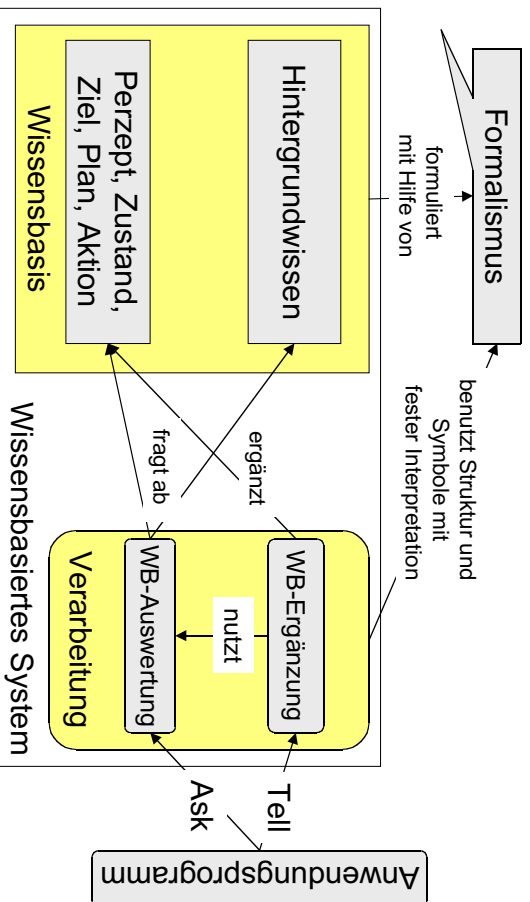 Formalismus
formuliert
mit Hilfe von
benutzt Struktur und
Symbole mit
fester Interpretation
Hintergrundwissen
Perzept, Zustand,
Ziel, Plan, Aktion
Wissensbasis
ergänzt
fragt ab
WB-Ergänzung
nutzt
WB-Auswertung
Verarbeitung
Wissensbasiertes System
Tell
Ask
Anwendungsprogramm